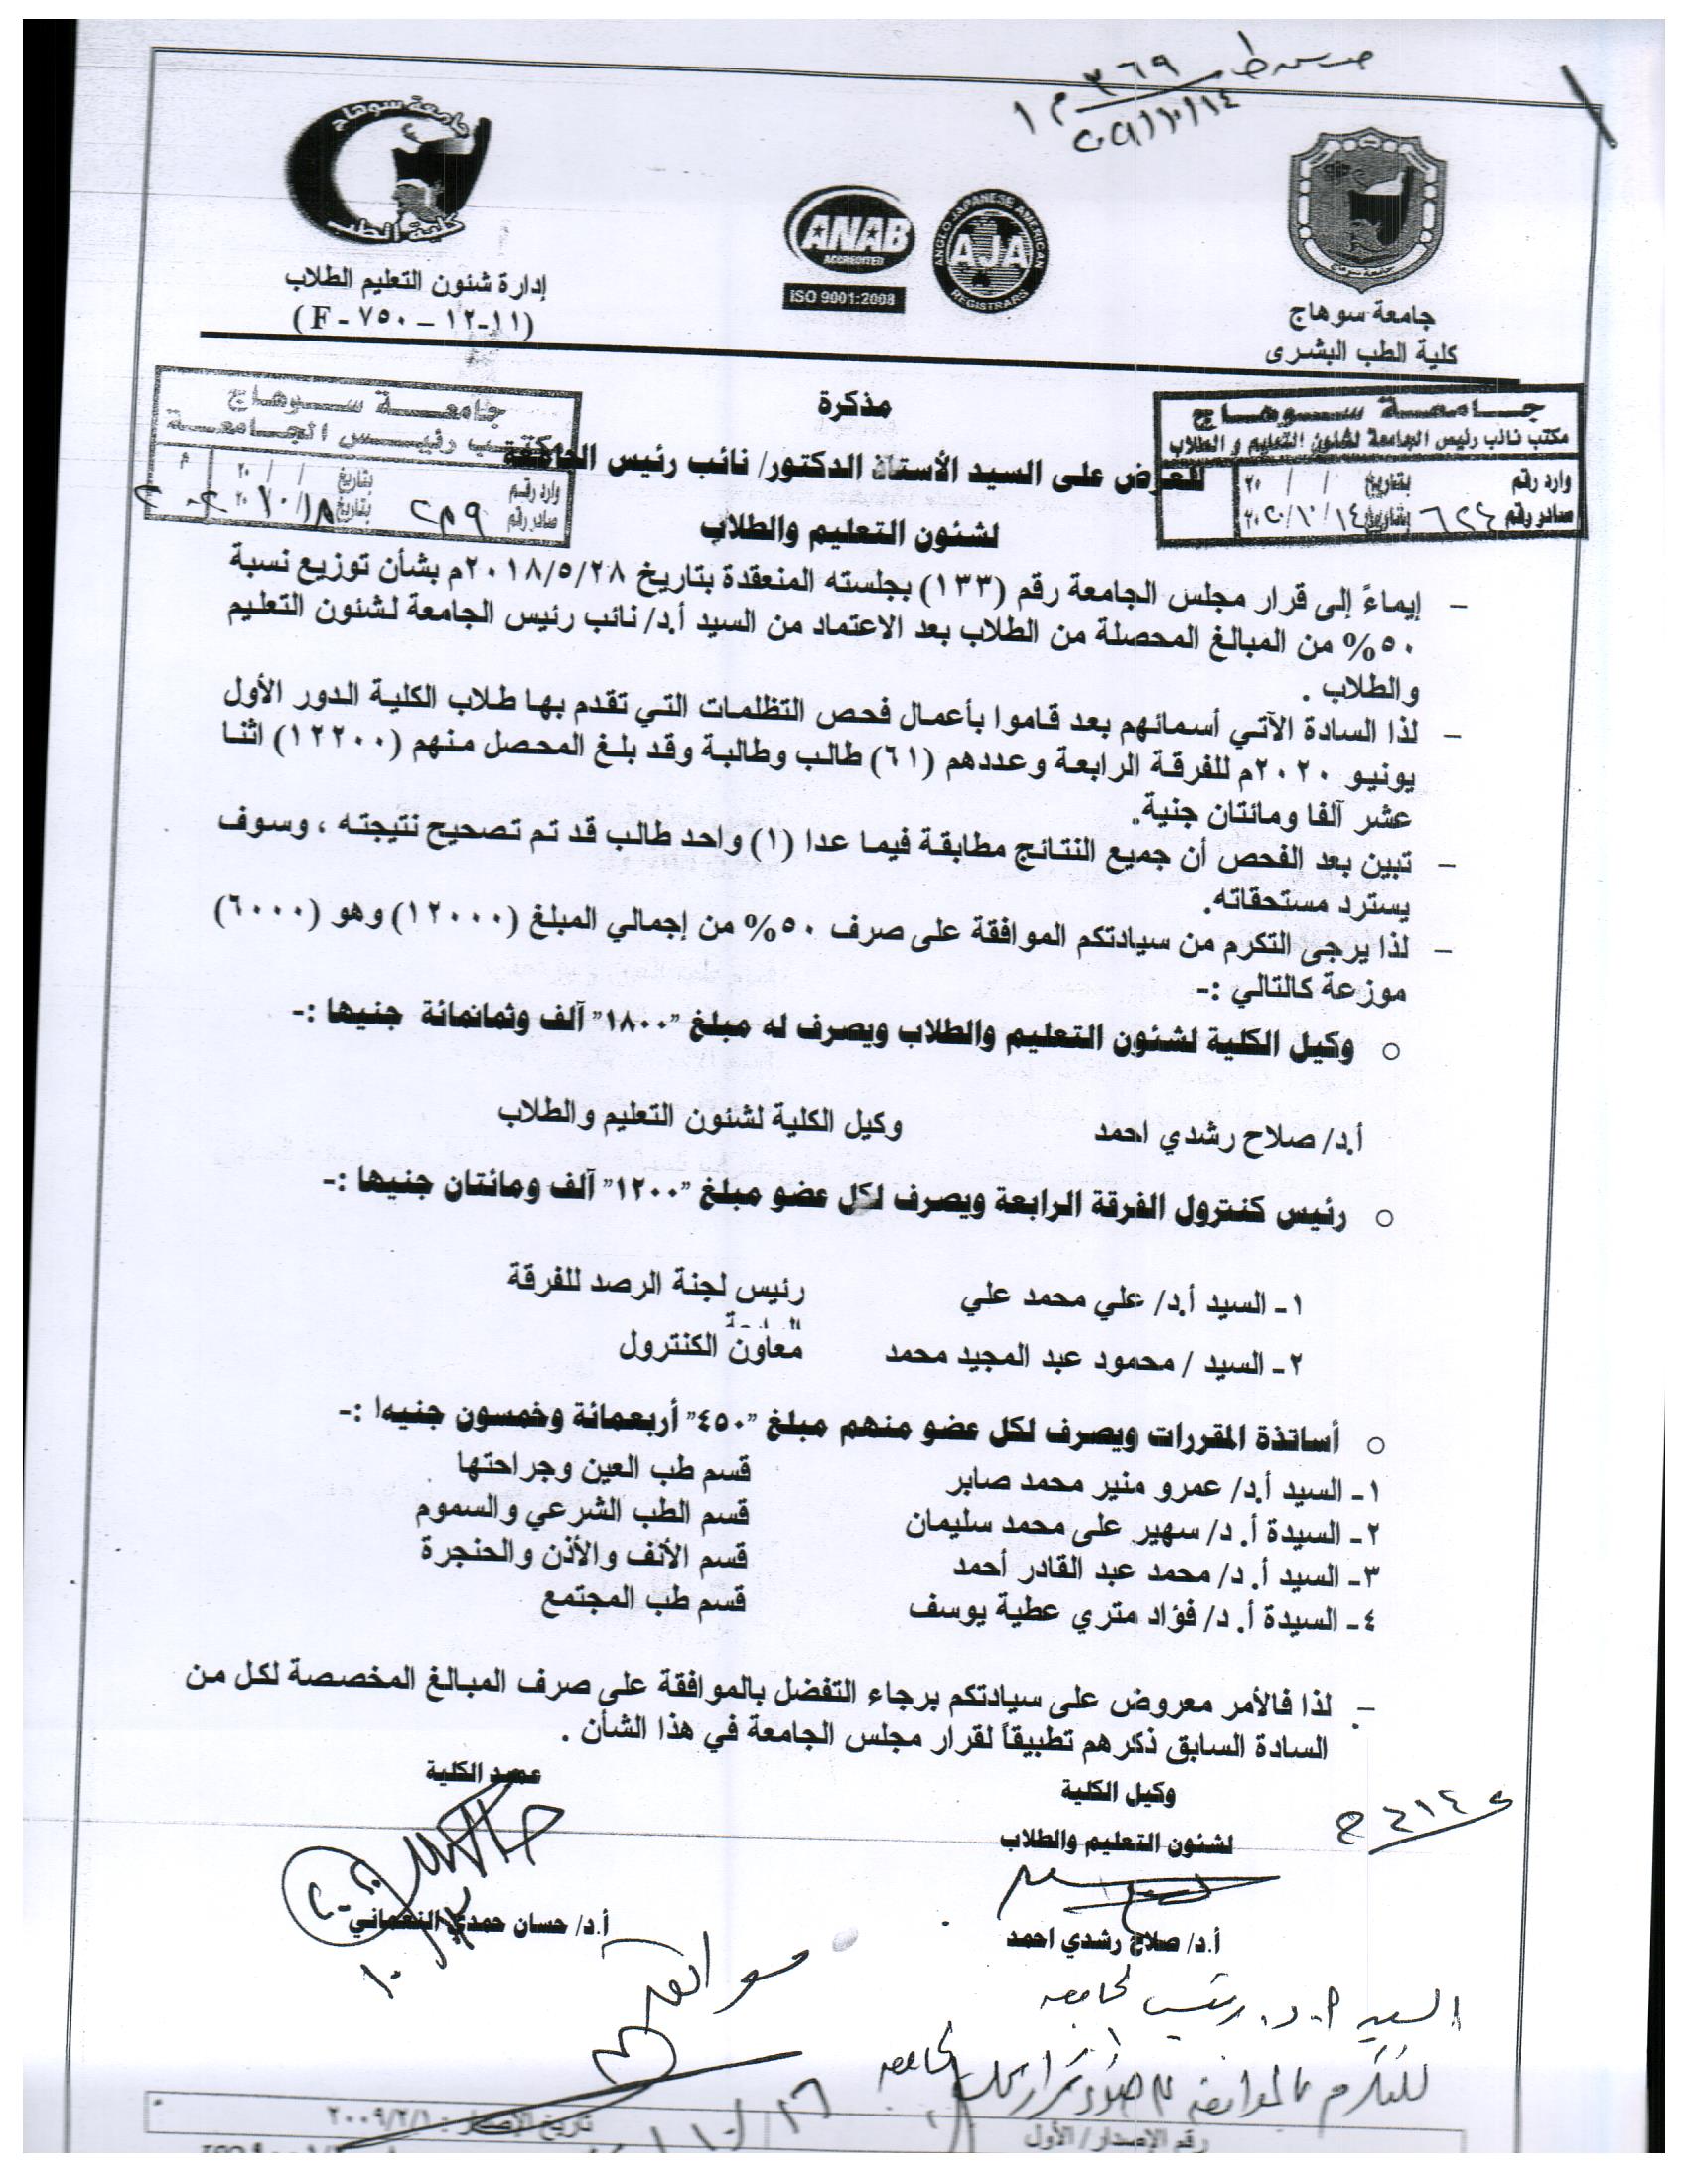 ٣٦٩
جامعة سوهاج
كلية الطب
ANAB
ACCREDITED
ISO 9001:2008
ANGLO JAPANESE AMERICAN
AJA
REGISTRARS
جامعة سوهاج
جامعة سوهاج
كلية الطب البشرى
إدارة شئون التعليم الطلاب
(F - ٧٥٠ – ١٢-١١)
جامعة سوهاج
مكتب نائب رئيس الجامعة لشئون التعليم و الطلاب
وارد رقم بتاريخ / / ٢٠
صادر رقم ٦٢٤ بتاريخ ١٤/١٠/٢٠٢٠
جامعة سوهاج
مكتب رئيس الجامعة
وارد رقم بتاريخ / / ٢٠ م
صادر رقم بتاريخ
مذكرة
للعرض على السيد الأستاذ الدكتور/ نائب رئيس الجامعة
لشئون التعليم والطلاب
– إيماءً إلى قرار مجلس الجامعة رقم (١٣٣) بجلسته المنعقدة بتاريخ ٢٠١٨/٥/٢٨م بشأن توزيع نسبة
٥٠% من المبالغ المحصلة من الطلاب بعد الاعتماد من السيد أ.د/ نائب رئيس الجامعة لشئون التعليم
والطلاب .
– لذا السادة الآتي أسمائهم بعد قاموا بأعمال فحص التظلمات التي تقدم بها طلاب الكلية الدور الأول
يونيو ٢٠٢٠م للفرقة الرابعة وعددهم (٦١) طالب وطالبة وقد بلغ المحصل منهم (١٢٢٠٠) اثنا
عشر آلفا ومائتان جنية.
– تبين بعد الفحص أن جميع النتائج مطابقة فيما عدا (١) واحد طالب قد تم تصحيح نتيجته ، وسوف
يسترد مستحقاته.
– لذا يرجى التكرم من سيادتكم الموافقة على صرف ٥٠% من إجمالي المبلغ (١٢٠٠٠) وهو (٦٠٠٠)
موزعة كالتالي :-
○ وكيل الكلية لشئون التعليم والطلاب ويصرف له مبلغ "١٨٠٠" آلف وثمانمائة جنيها :-
أ.د/ صلاح رشدي احمد وكيل الكلية لشئون التعليم والطلاب
○ رئيس كنترول الفرقة الرابعة ويصرف لكل عضو مبلغ "١٢٠٠" آلف ومائتان جنيها :-
١- السيد أ.د/ علي محمد علي رئيس لجنة الرصد للفرقة
٢- السيد / محمود عبد المجيد محمد معاون الكنترول
○ أساتذة المقررات ويصرف لكل عضو منهم مبلغ "٤٥٠" أربعمائة وخمسون جنيها :-
١- السيد أ.د/ عمرو منير محمد صابر قسم طب العين وجراحتها
٢- السيدة أ. د/ سهير على محمد سليمان قسم الطب الشرعي والسموم
٣- السيد أ. د/ محمد عبد القادر أحمد قسم الأنف والأذن والحنجرة
٤- السيدة أ. د/ فؤاد متري عطية يوسف قسم طب المجتمع
– لذا فالأمر معروض على سيادتكم برجاء التفضل بالموافقة على صرف المبالغ المخصصة لكل من
السادة السابق ذكرهم تطبيقاً لقرار مجلس الجامعة في هذا الشأن .
وكيل الكلية عميد الكلية
لشئون التعليم والطلاب
أ.د/ صلاح رشدي احمد أ.د/ حسان حمدي النعماني
موافق
السيد أ.د. رئيس الجامعة
للتكرم بالموافقة
رقم الإصدار/ الأول تاريخ الإصدار : ٢٠٠٩/٢/١